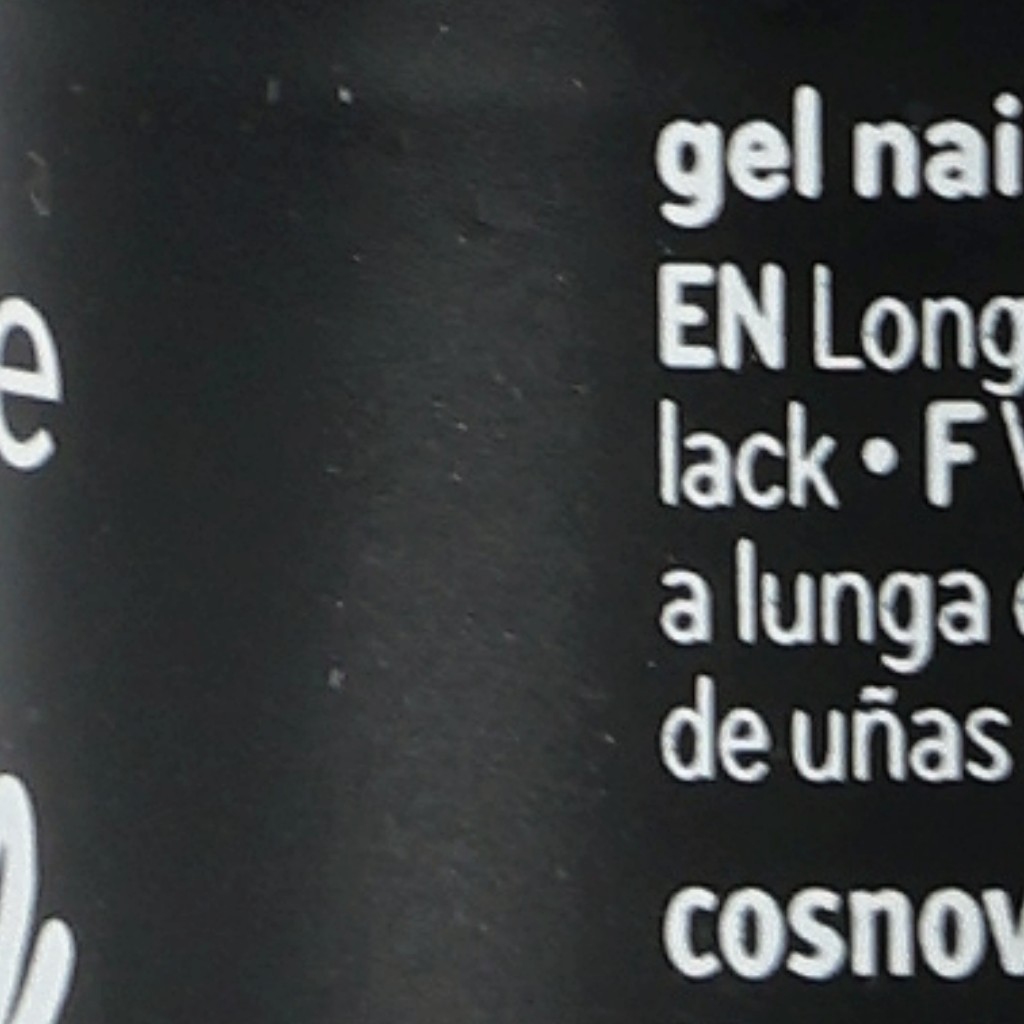 e
gel nai
EN Long
lack • F
a lunga
de uñas
cosnov